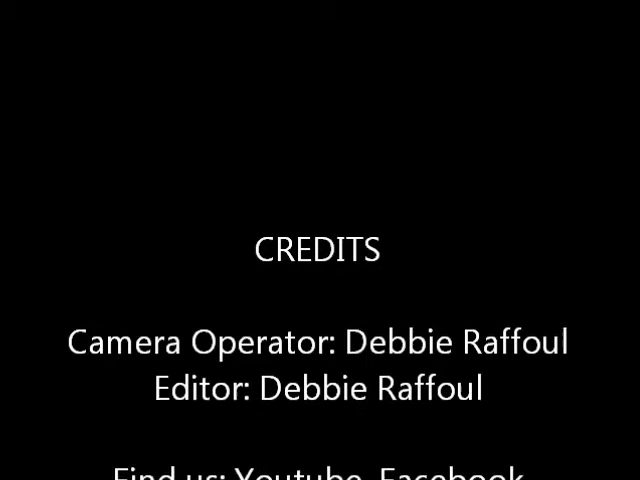 CREDITS
Camera Operator: Debbie Raffoul
Editor: Debbie Raffoul
Find us: Youtube, Facebook